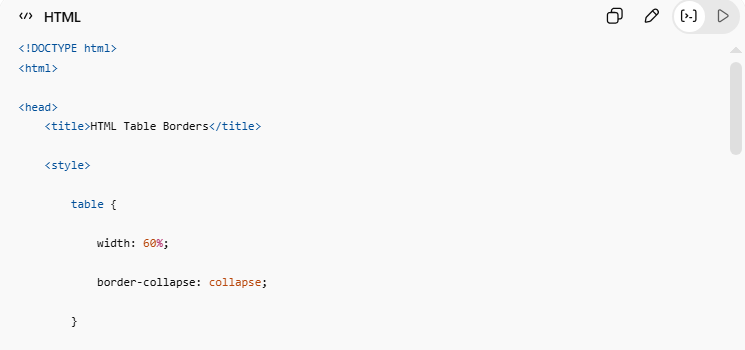 </> HTML
<!DOCTYPE html>
<html>
<head>
<title>HTML Table Borders</title>
<style>
table {
width: 60%;
border-collapse: collapse;
}